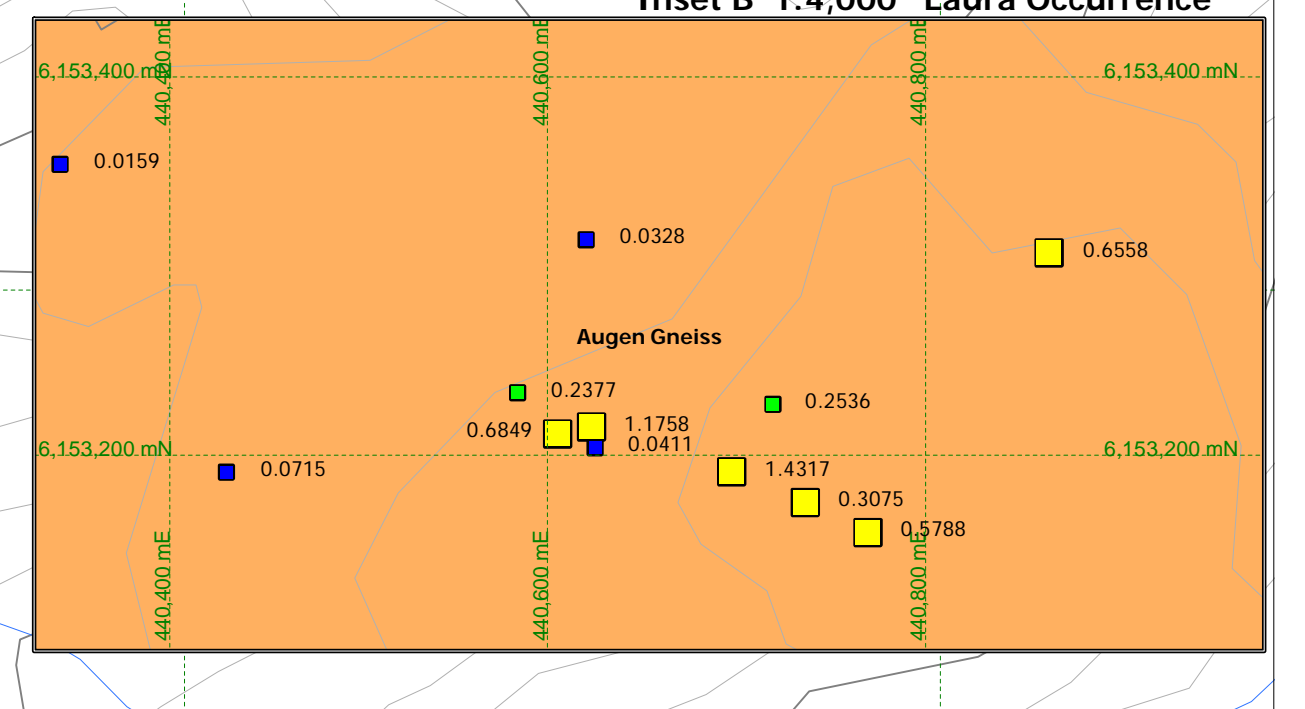 Inset B 1:4,000 Laura Occurrence
440,400 mE
440,600 mE
440,800 mE
6,153,400 mN
6,153,400 mN
0.0159
0.0328
0.6558
Augen Gneiss
0.2377
0.2536
0.6849
1.1758
0.0411
6,153,200 mN
6,153,200 mN
0.0715
1.4317
0.3075
0.5788
440,400 mE
440,600 mE
440,800 mE